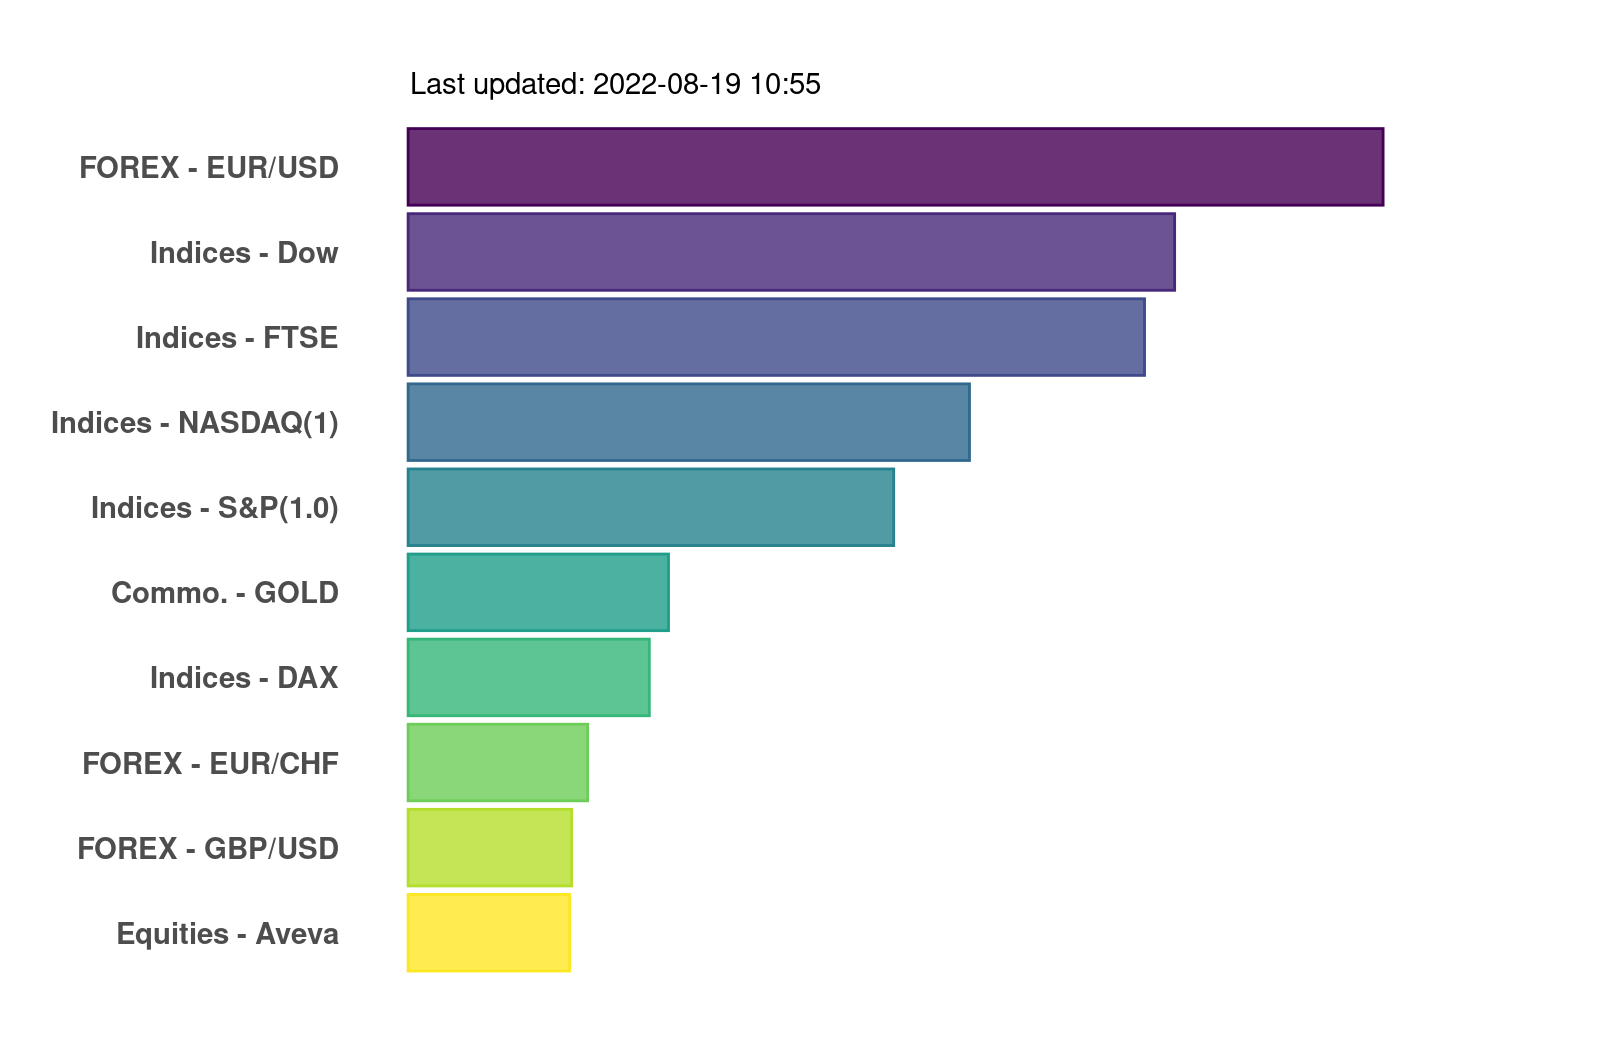 Last updated: 2022-08-19 10:55
FOREX - EUR/USD
Indices - Dow
Indices - FTSE
Indices - NASDAQ(1)
Indices - S&P(1.0)
Commo. - GOLD
Indices - DAX
FOREX - EUR/CHF
FOREX - GBP/USD
Equities - Aveva